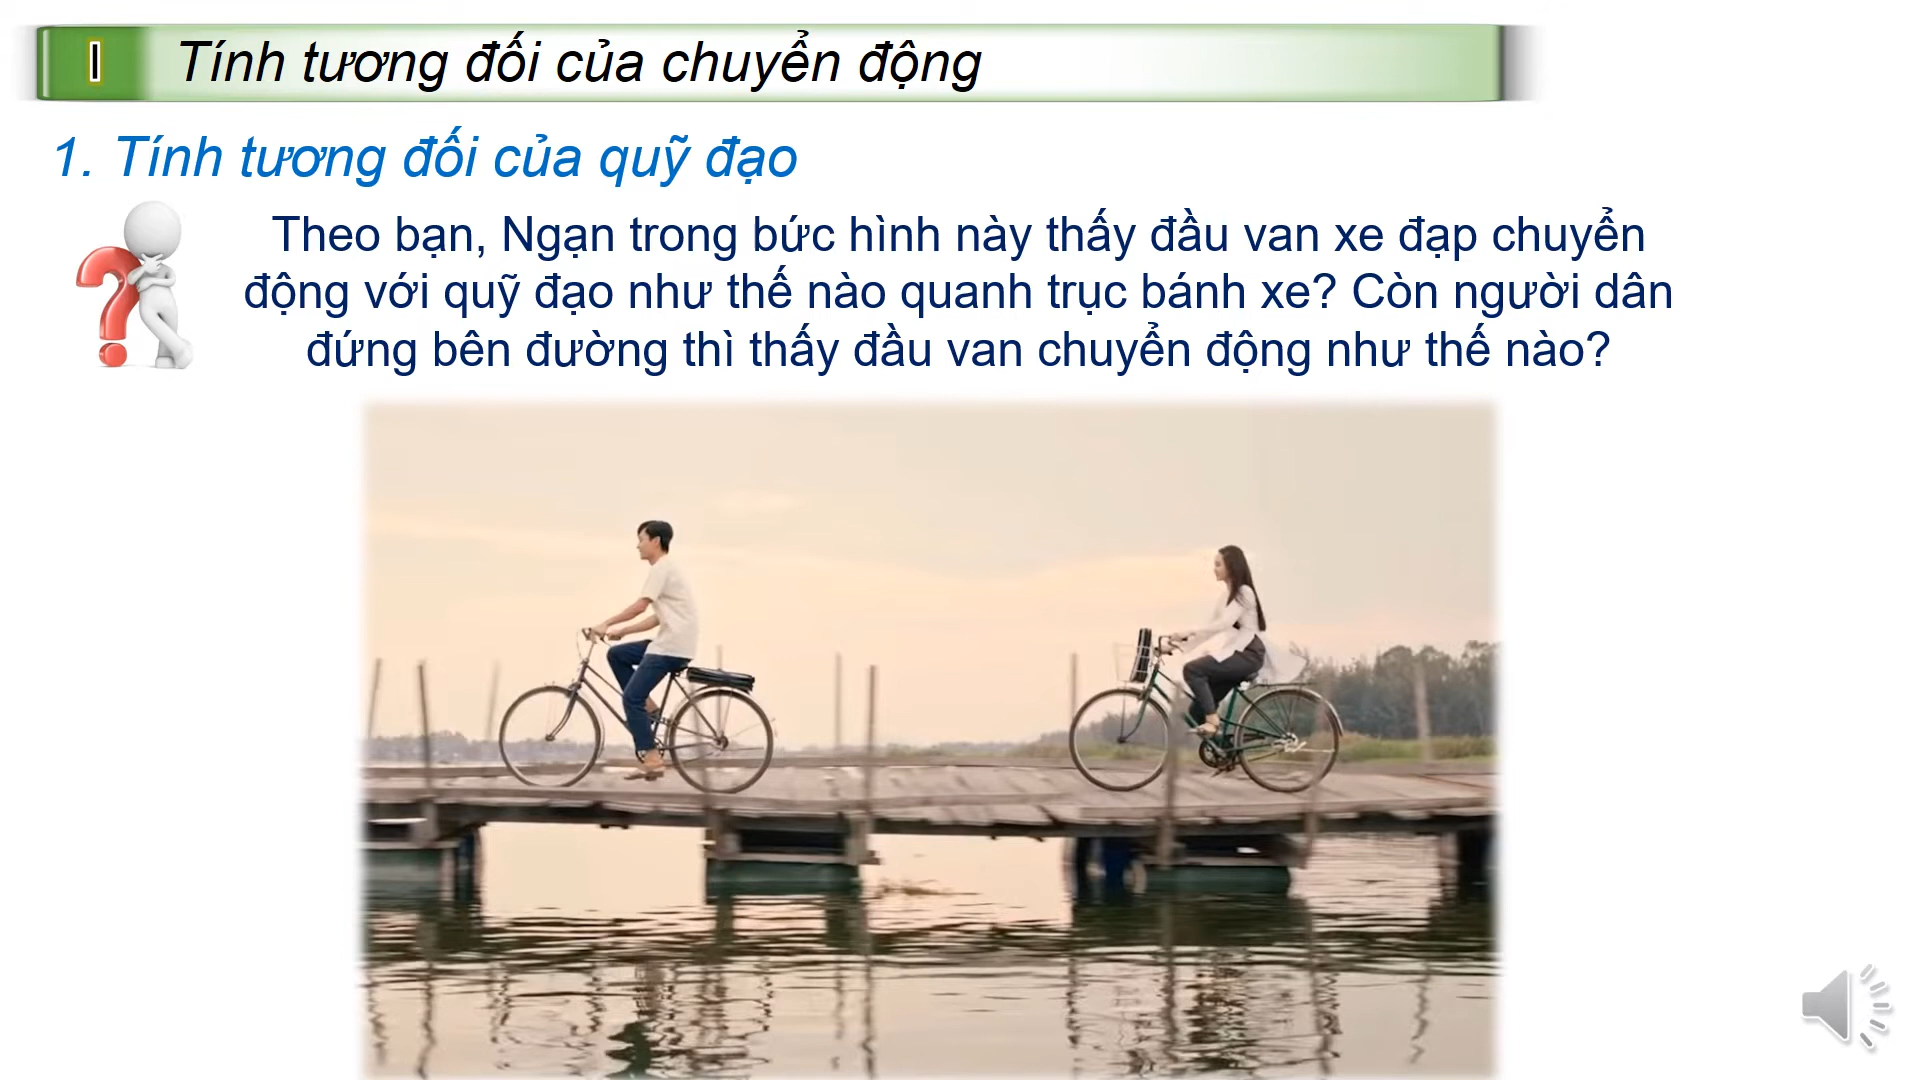 I Tính tương đối của chuyển động
1. Tính tương đối của quỹ đạo
Theo bạn, Ngạn trong bức hình này thấy đầu van xe đạp chuyển
động với quỹ đạo như thế nào quanh trục bánh xe? Còn người dân
đứng bên đường thì thấy đầu van chuyển động như thế nào?